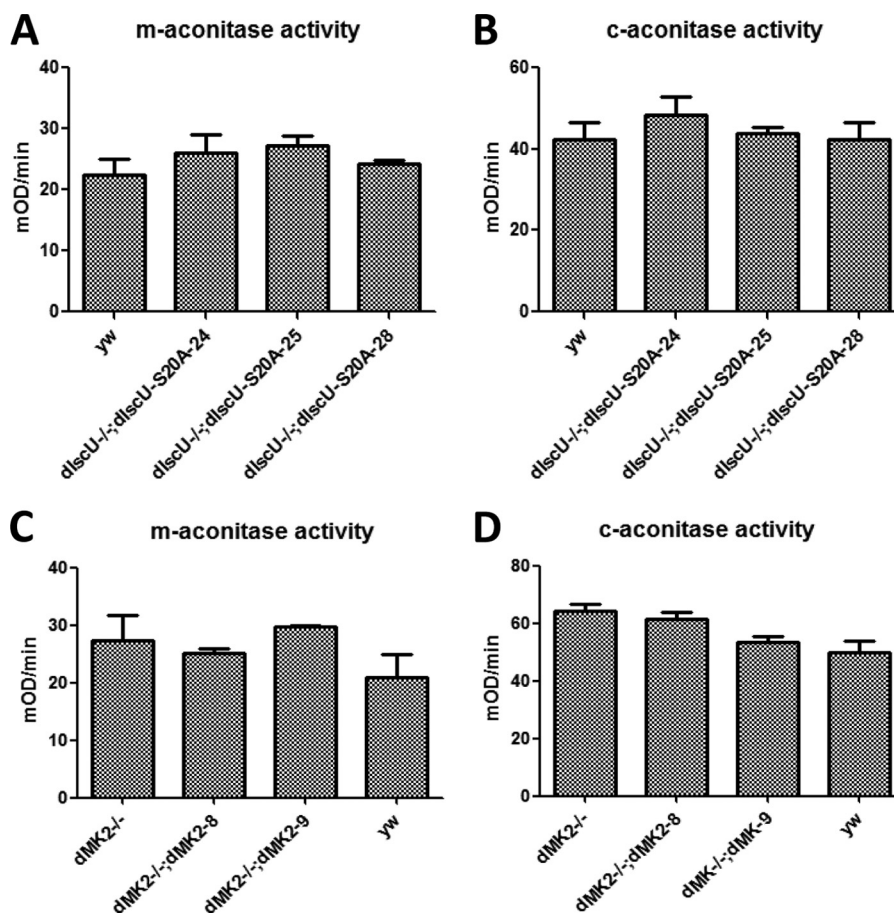 A
m-aconitase activity
mOD/min
40
30
20
10
0
yw
dIscU-/-;dIscU-S20A-24
dIscU-/-;dIscU-S20A-25
dIscU-/-;dIscU-S20A-28
B
c-aconitase activity
mOD/min
60
40
20
0
yw
dIscU-/-;dIscU-S20A-24
dIscU-/-;dIscU-S20A-25
dIscU-/-;dIscU-S20A-28
C
m-aconitase activity
mOD/min
40
30
20
10
0
dMK2-/-
dMK2-/-;dMK2-8
dMK2-/-;dMK2-9
yw
D
c-aconitase activity
mOD/min
80
60
40
20
0
dMK2-/-
dMK2-/-;dMK2-8
dMK-/-;dMK-9
yw